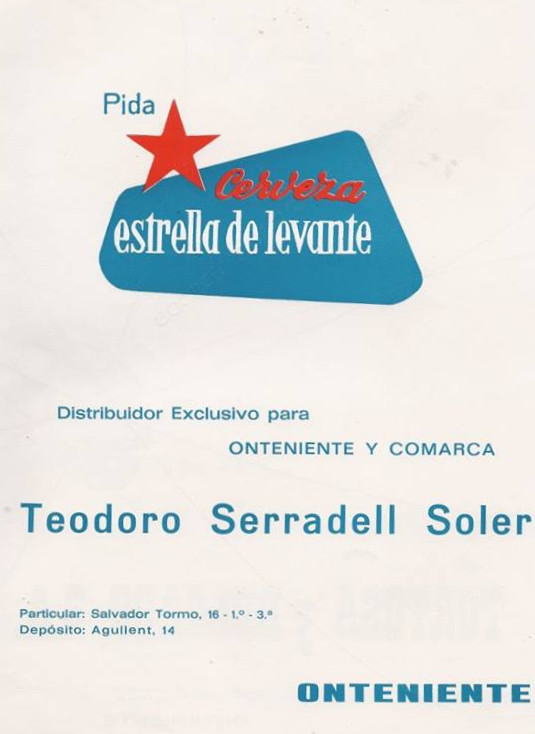 Pida
Cerveza
estrella de levante
Distribuidor Exclusivo para
ONTENIENTE Y COMARCA
Teodoro Serradell Soler
Particular: Salvador Tormo, 16 - 1.º - 3.ª
Depósito: Agullent, 14
ONTENIENTE